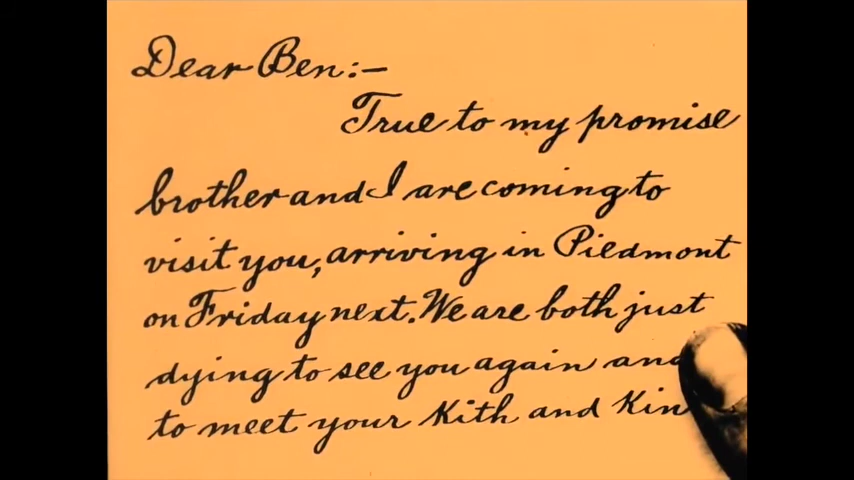 Dear Ben:-
True to my promise
brother and I are coming to
visit you, arriving in Piedmont
on Friday next. We are both just
dying to see you again and
to meet your Kith and Kin